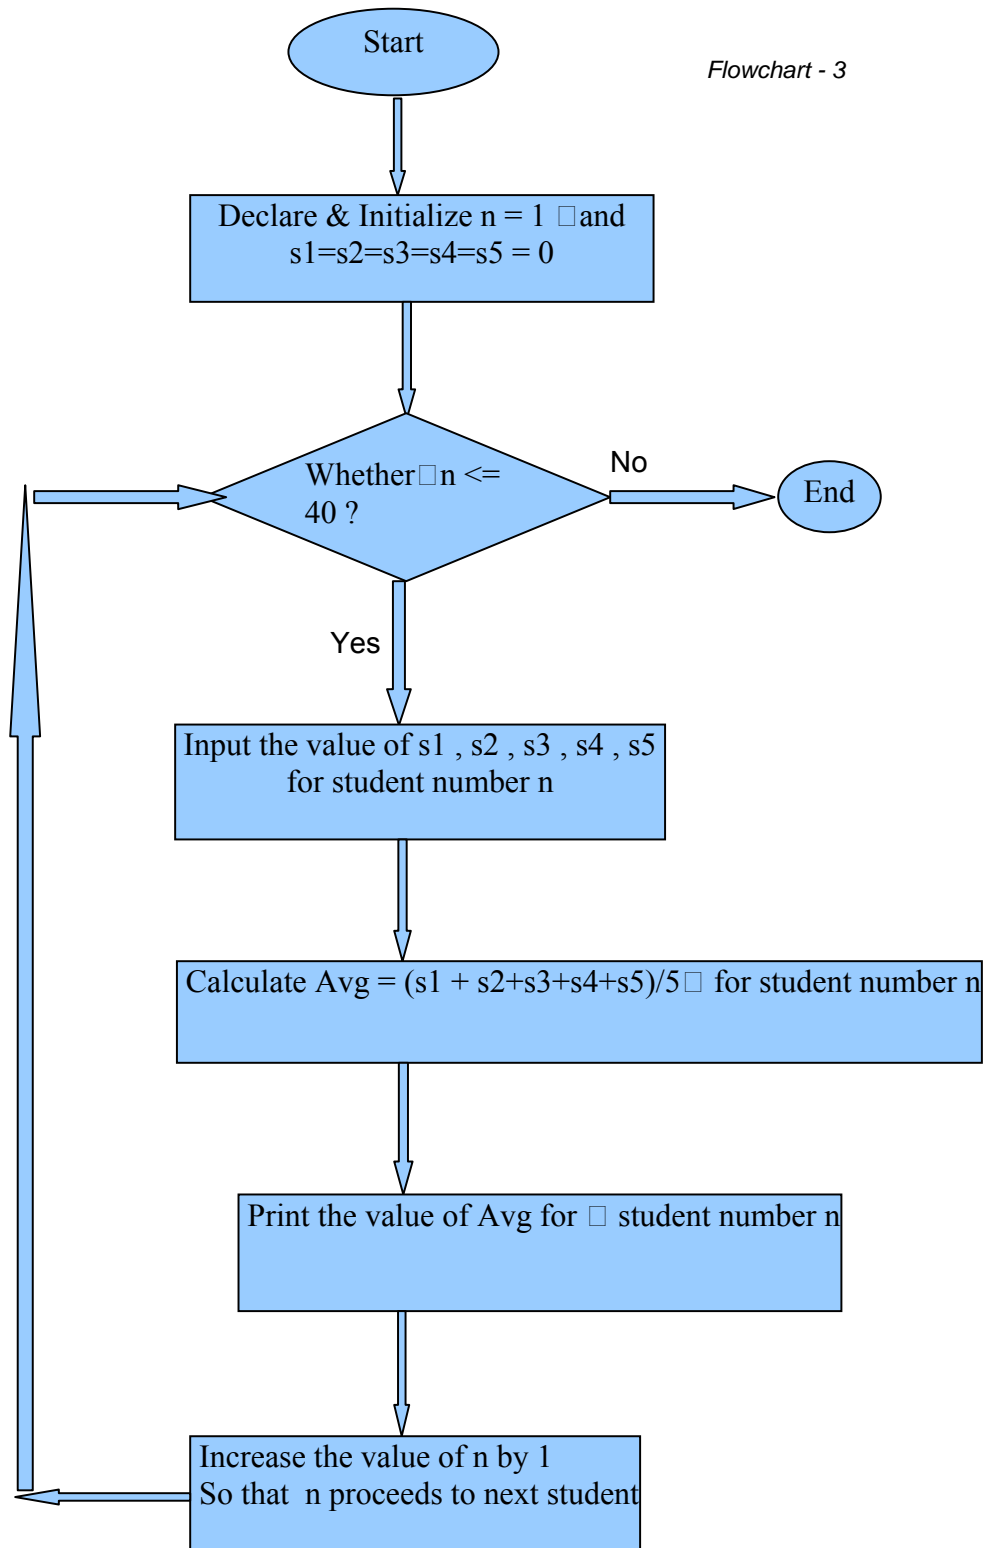 Start
Flowchart - 3
Declare & Initialize n = 1 □and
s1=s2=s3=s4=s5 = 0
Whether□n <=
40 ?
No
End
Yes
Input the value of s1 , s2 , s3 , s4 , s5
for student number n
Calculate Avg = (s1 + s2+s3+s4+s5)/5□ for student number n
Print the value of Avg for □ student number n
Increase the value of n by 1
So that n proceeds to next student